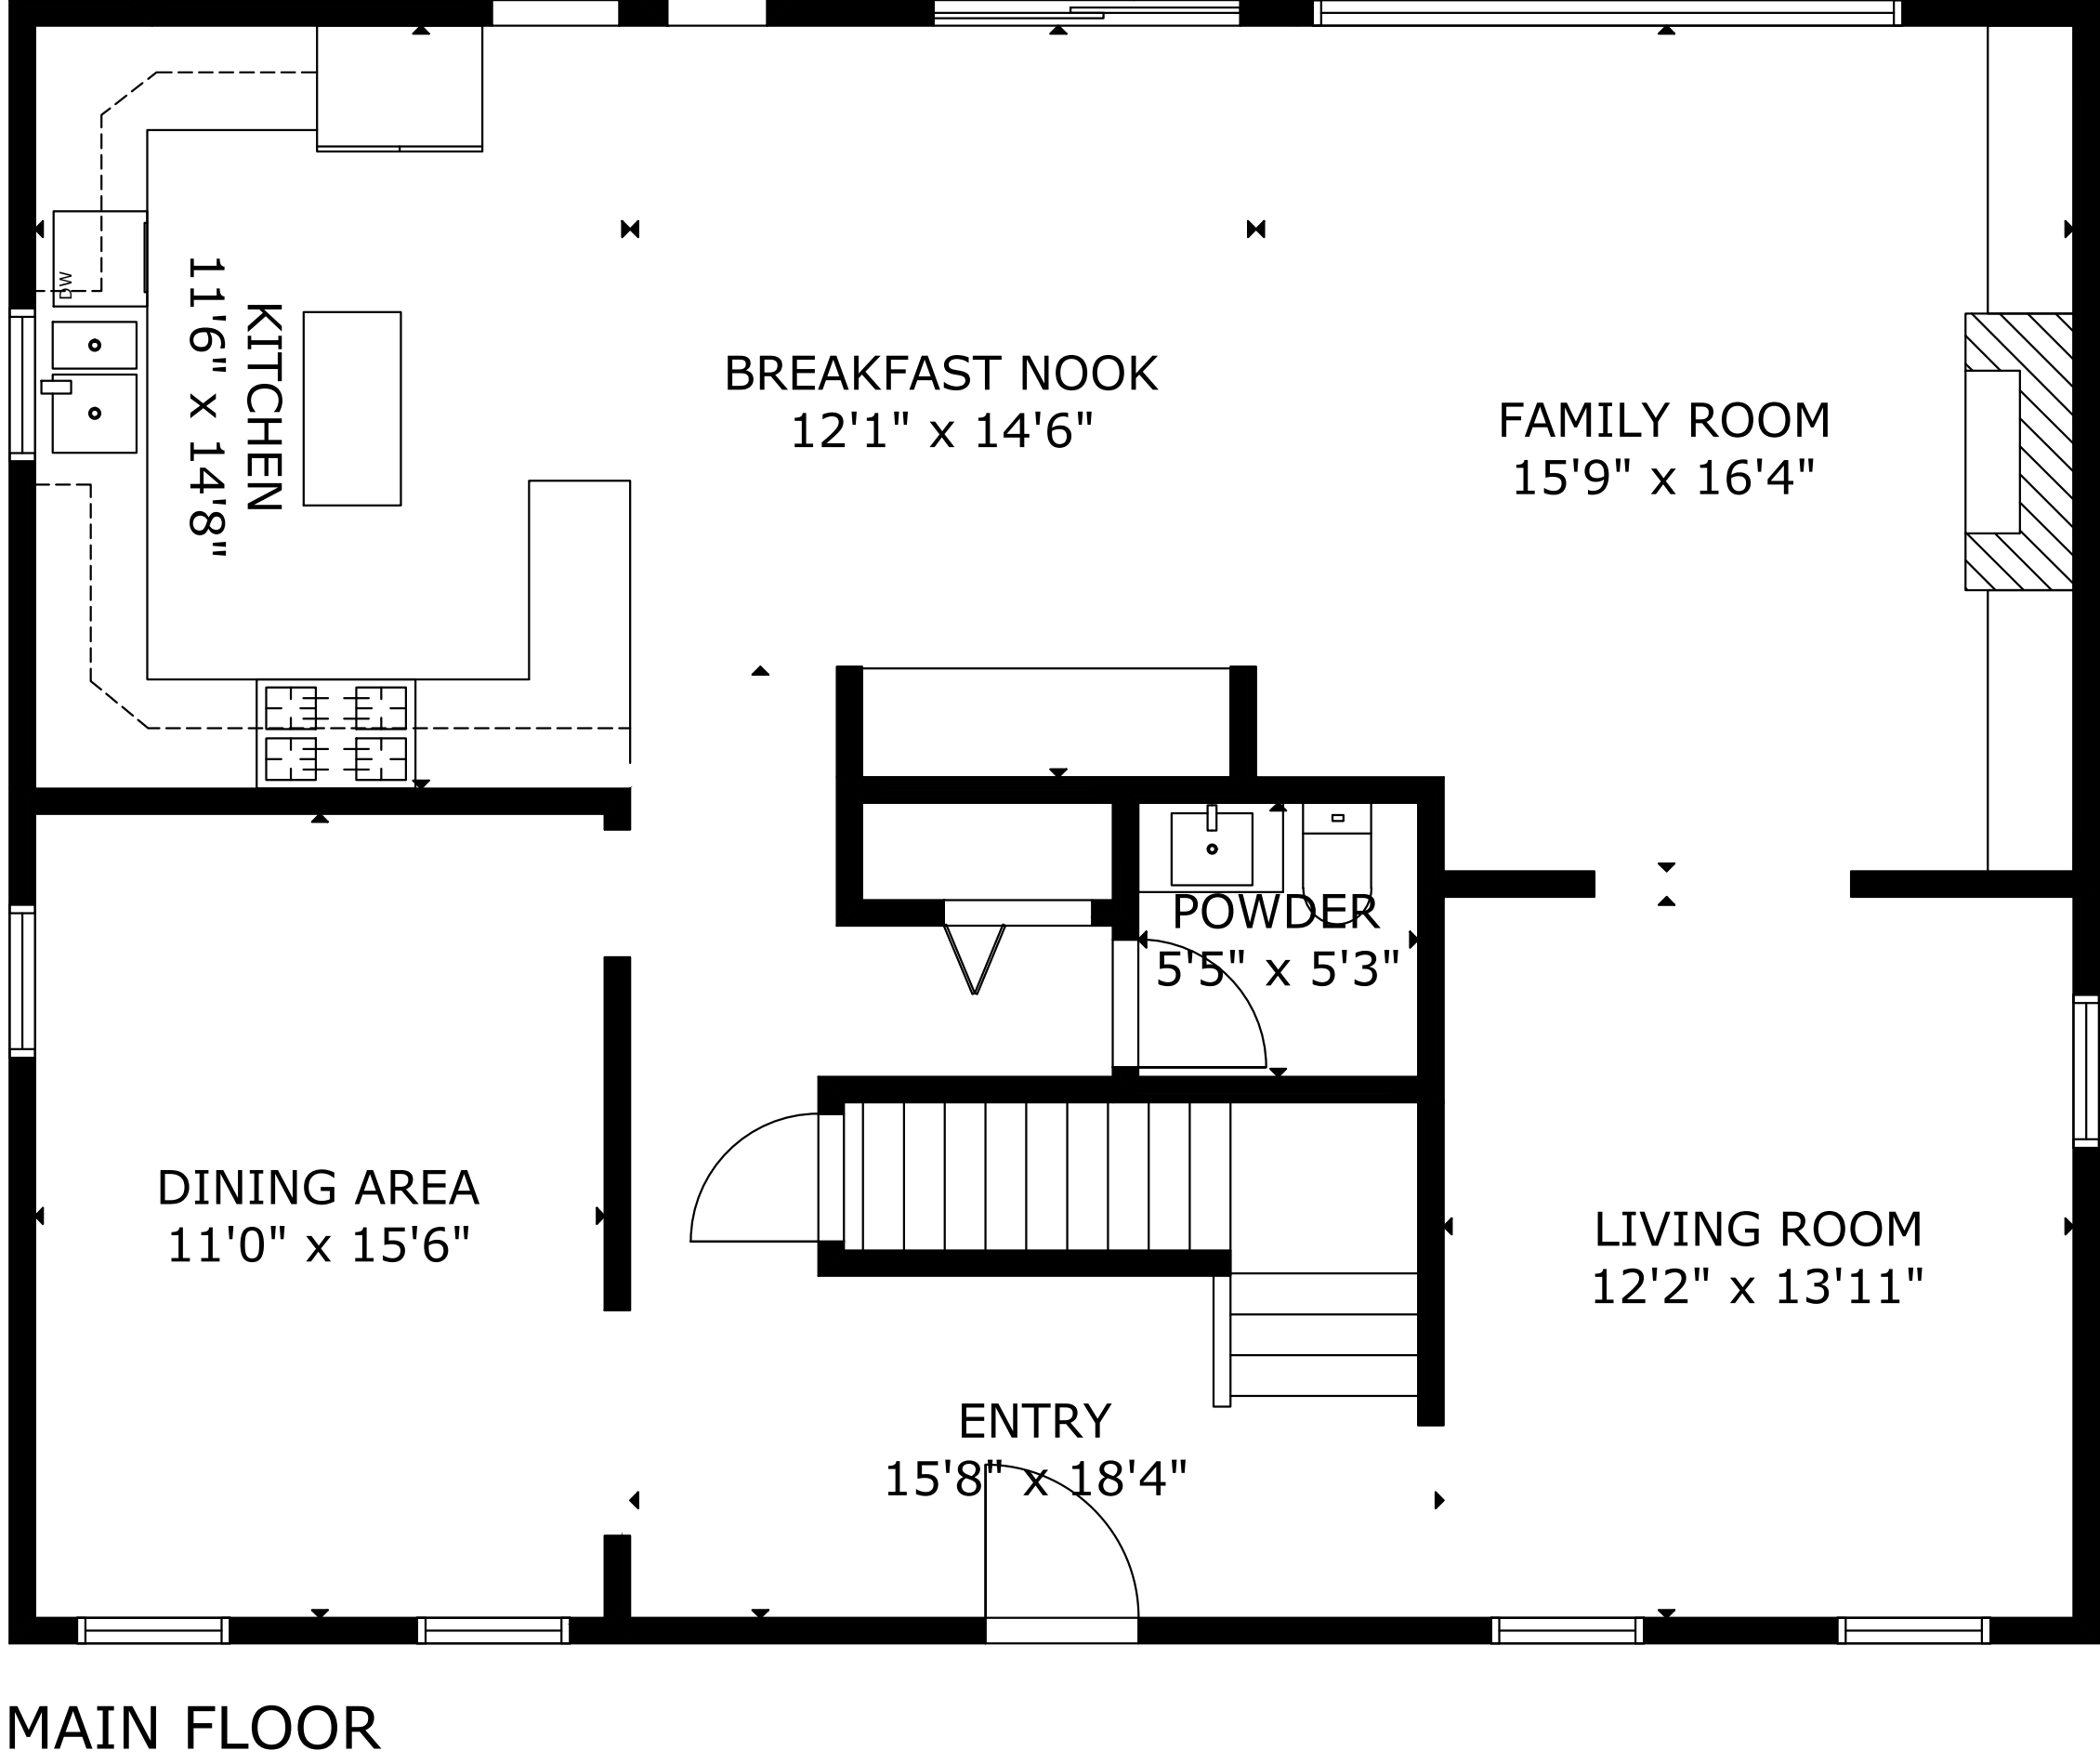 DW
KITCHEN
11'6" x 14'8"
BREAKFAST NOOK
12'1" x 14'6"
FAMILY ROOM
15'9" x 16'4"
POWDER
5'5" x 5'3"
DINING AREA
11'0" x 15'6"
LIVING ROOM
12'2" x 13'11"
ENTRY
15'8" x 18'4"
MAIN FLOOR